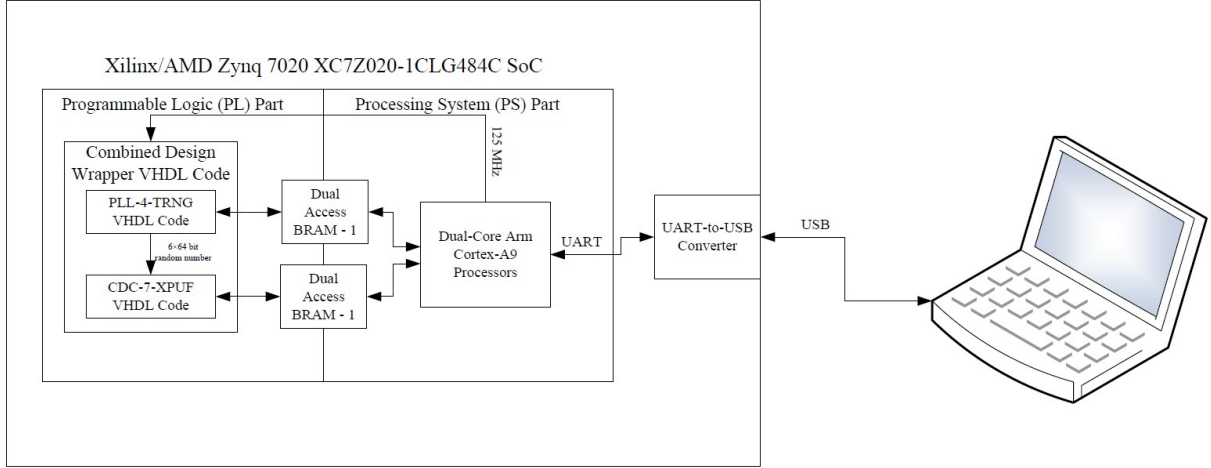 Xilinx/AMD Zynq 7020 XC7Z020-1CLG484C SoC
Programmable Logic (PL) Part
Processing System (PS) Part
125 MHz
Combined Design
Wrapper VHDL Code
PLL-4-TRNG
VHDL Code
6×64 bit
random number
CDC-7-XPUF
VHDL Code
Dual
Access
BRAM - 1
Dual
Access
BRAM - 1
Dual-Core Arm
Cortex-A9
Processors
UART
UART-to-USB
Converter
USB